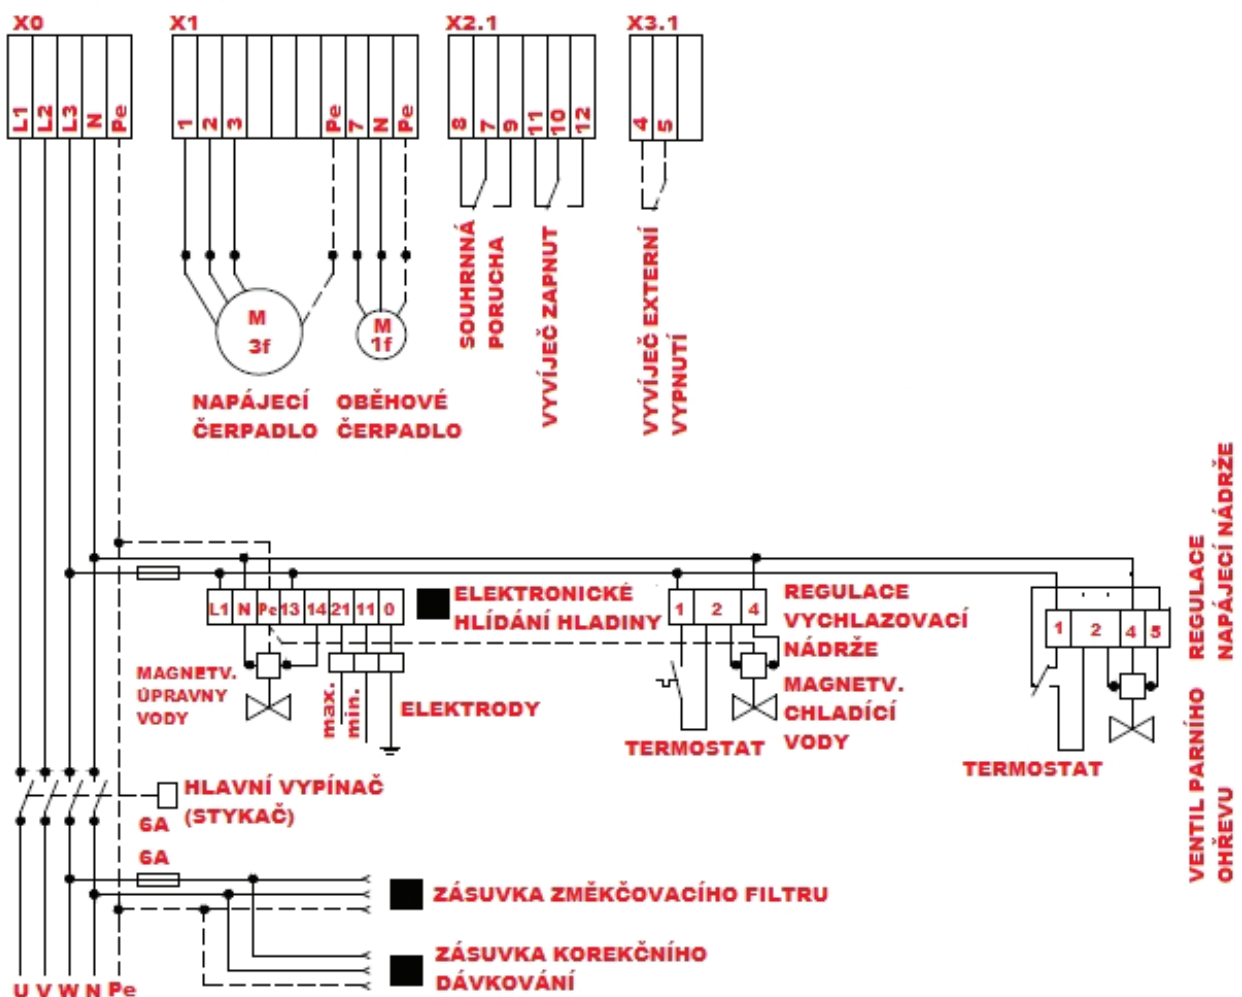 X0
X1
X2.1
X3.1
L1 L2 L3 N Pe
1 2 3 Pe 7 N Pe
8 7 9 11 10 12
4 5
M
3f
M
1f
NAPÁJECÍ
ČERPADLO
OBĚHOVÉ
ČERPADLO
SOUHRNNÁ
PORUCHA
VYVÍJEČ ZAPNUT
VYVÍJEČ EXTERNÍ
VYPNUTÍ
L1 N Pe 13 14 21 11 0
ELEKTRONICKÉ
HLÍDÁNÍ HLADINY
MAGNETV.
ÚPRAVNY
VODY
max.
min.
ELEKTRODY
1 2 4
REGULACE
VYCHLAZOVACÍ
NÁDRŽE
MAGNETV.
CHLADÍCÍ
VODY
TERMOSTAT
1 2 4 5
TERMOSTAT
REGULACE
NAPÁJECÍ NÁDRŽE
VENTIL PARNÍHO
OHŘEVU
HLAVNÍ VYPÍNAČ
(STYKAČ)
6A
6A
ZÁSUVKA ZMĚKČOVACÍHO FILTRU
ZÁSUVKA KOREKČNÍHO
DÁVKOVÁNÍ
U V W N Pe